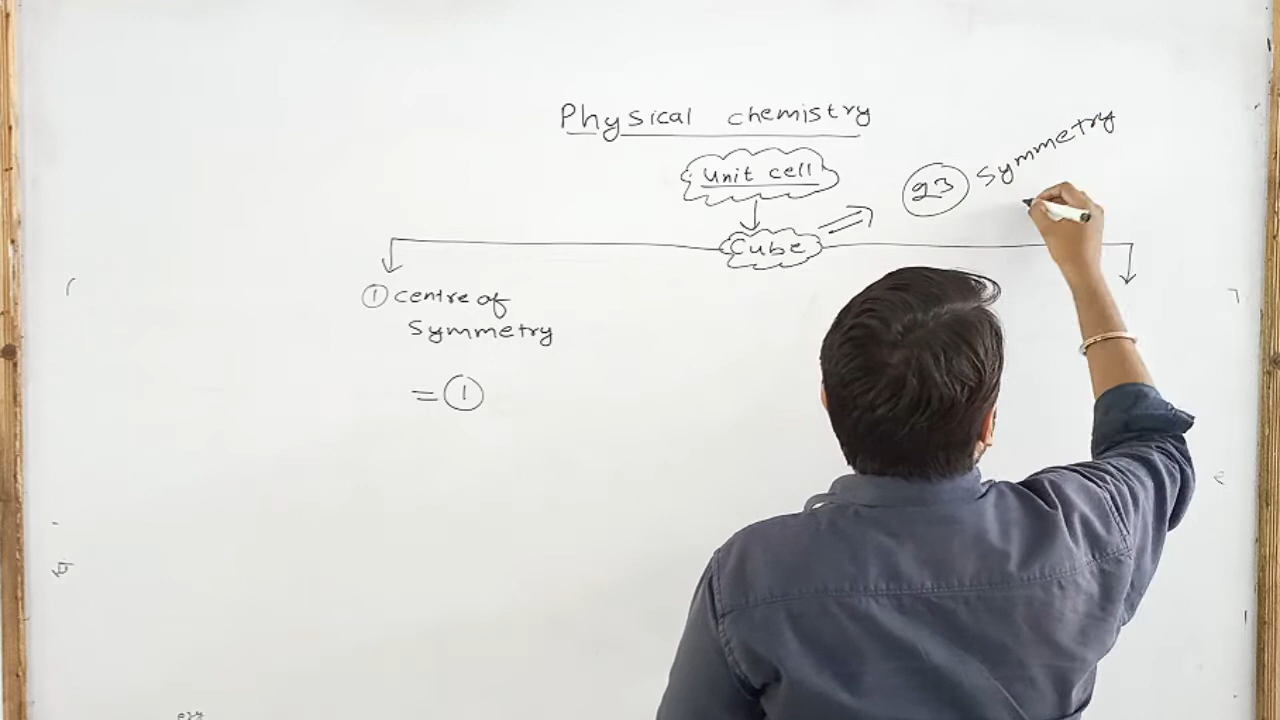 Physical chemistry
unit cell
23 Symmetry
Cube
① centre of
Symmetry
= ①